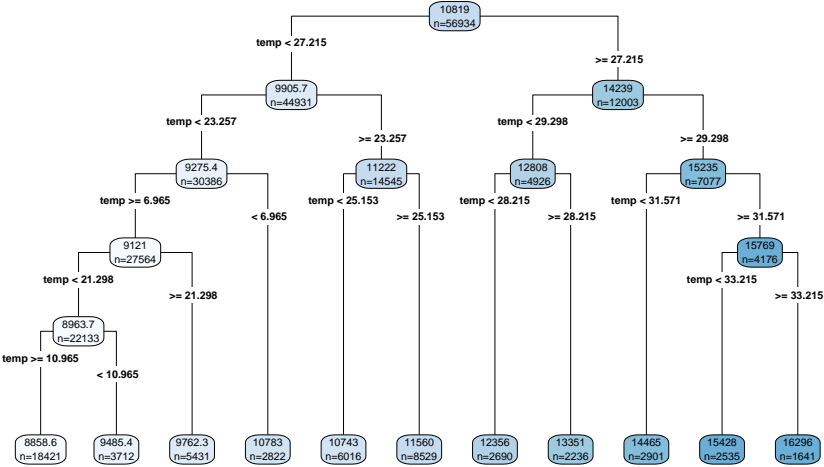 10819
n=56934
temp < 27.215
>= 27.215
9905.7
n=44931
14239
n=12003
temp < 23.257
>= 23.257
temp < 29.298
>= 29.298
9275.4
n=30386
11222
n=14545
12808
n=4926
15235
n=7077
temp >= 6.965
< 6.965
temp < 25.153
>= 25.153
temp < 28.215
>= 28.215
temp < 31.571
>= 31.571
9121
n=27564
15769
n=4176
temp < 21.298
>= 21.298
temp < 33.215
>= 33.215
8963.7
n=22133
temp >= 10.965
< 10.965
8858.6
n=18421
9485.4
n=3712
9762.3
n=5431
10783
n=2822
10743
n=6016
11560
n=8529
12356
n=2690
13351
n=2236
14465
n=2901
15428
n=2535
16296
n=1641